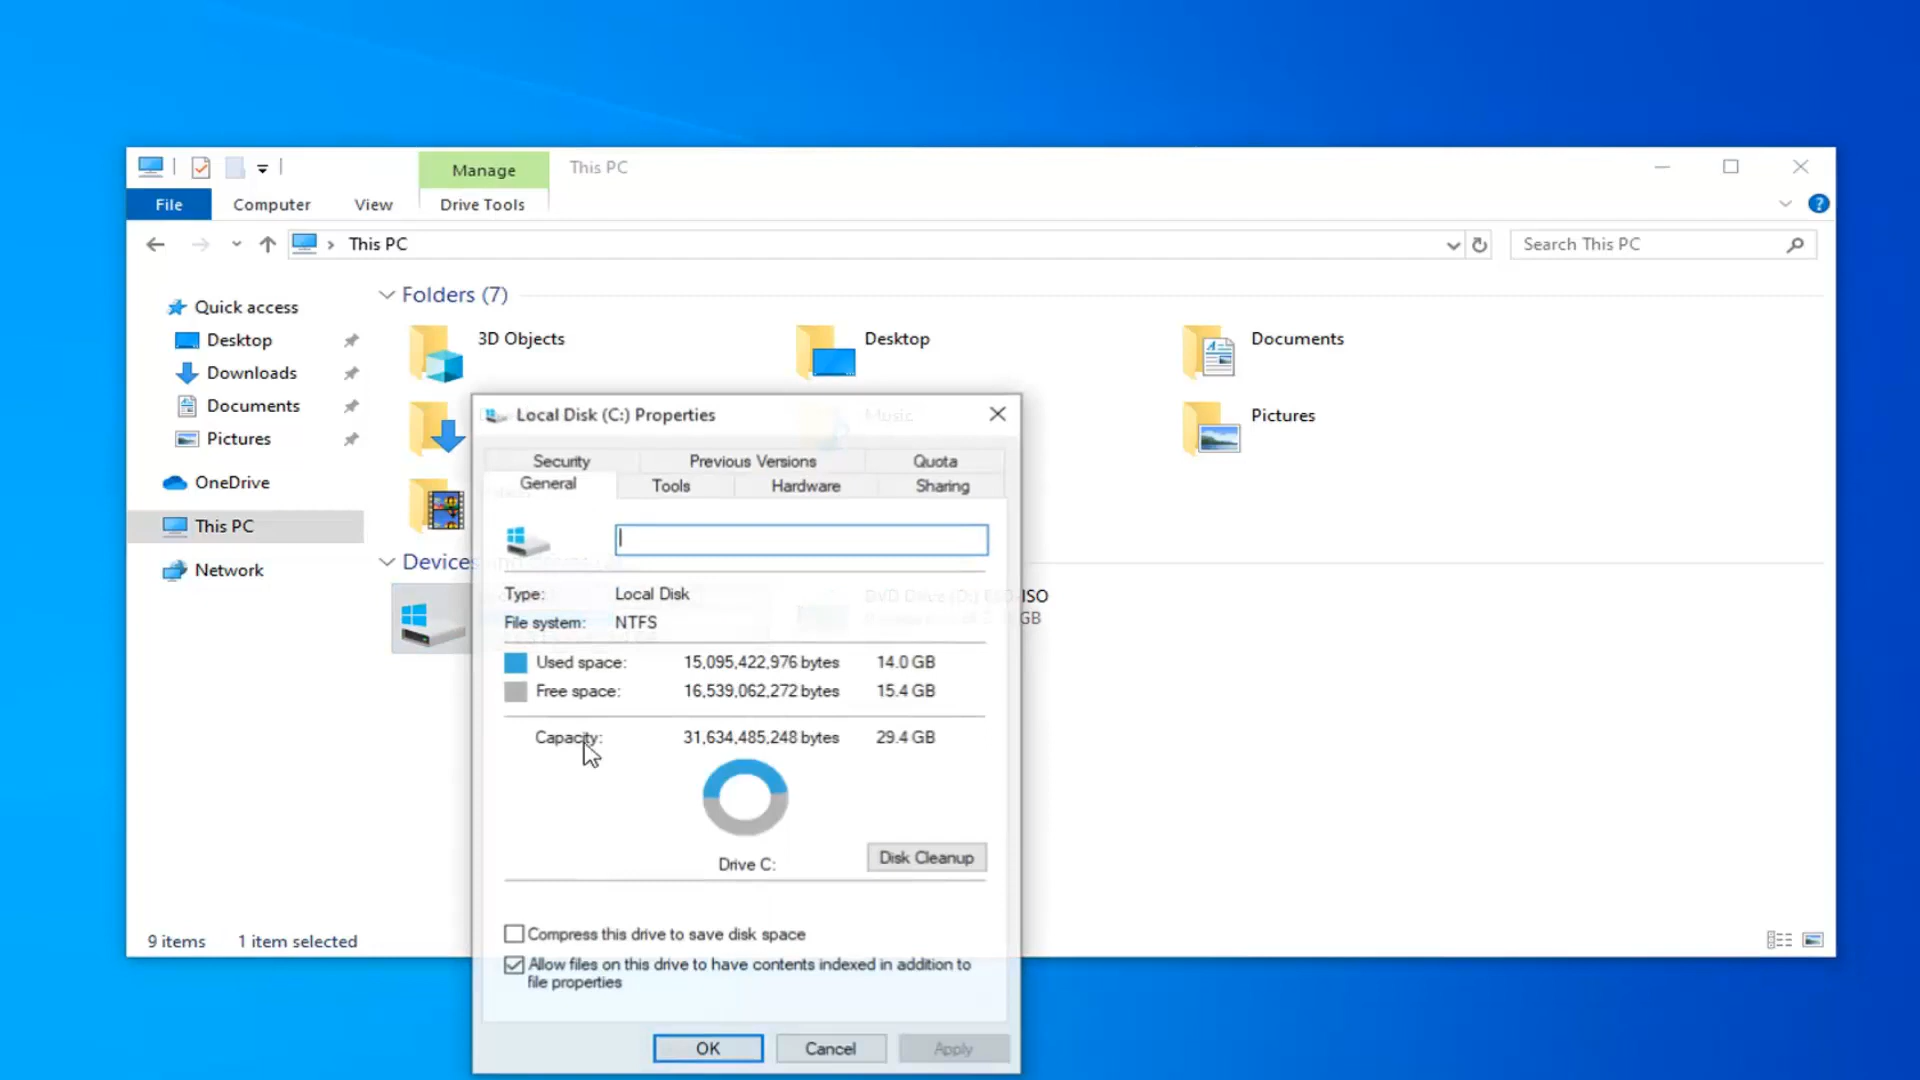 Manage
This PC
File
Computer
View
Drive Tools
This PC
Search This PC
Quick access
Desktop
Downloads
Documents
Pictures
OneDrive
This PC
Network
Folders (7)
3D Objects
Desktop
Documents
Music
Pictures
Devices
DVD Drive (D:)
ISO
GB
Local Disk (C:) Properties
Security
Previous Versions
Quota
General
Tools
Hardware
Sharing
Type: Local Disk
File system: NTFS
Used space: 15,095,422,976 bytes 14.0 GB
Free space: 16,539,062,272 bytes 15.4 GB
Capacity: 31,634,485,248 bytes 29.4 GB
Drive C:
Disk Cleanup
Compress this drive to save disk space
Allow files on this drive to have contents indexed in addition to
file properties
OK
Cancel
Apply
9 items
1 item selected